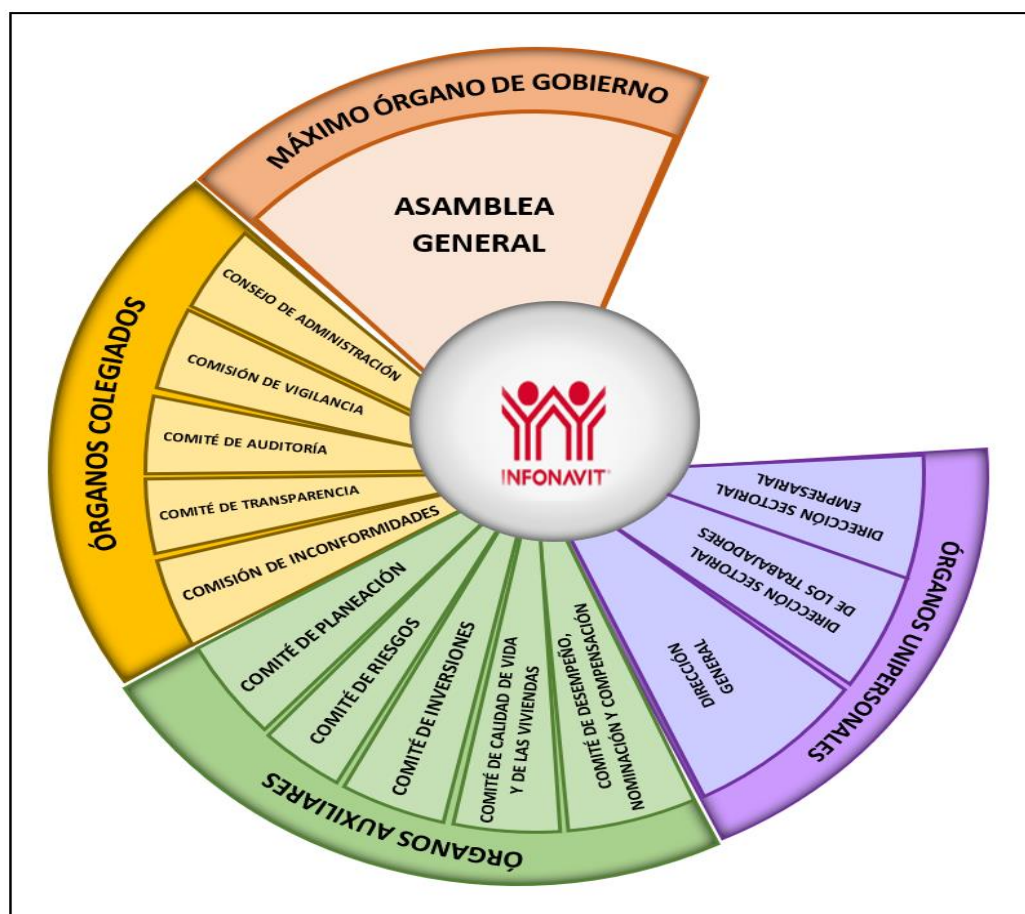 MÁXIMO ÓRGANO DE GOBIERNO
ASAMBLEA
GENERAL
ÓRGANOS COLEGIADOS
CONSEJO DE ADMINISTRACIÓN
COMISIÓN DE VIGILANCIA
COMITÉ DE AUDITORÍA
COMITÉ DE TRANSPARENCIA
COMISIÓN DE INCONFORMIDADES
ÓRGANOS AUXILIARES
COMITÉ DE PLANEACIÓN
COMITÉ DE RIESGOS
COMITÉ DE INVERSIONES
COMITÉ DE CALIDAD DE VIDA
Y DE LAS VIVIENDAS
COMITÉ DE DESEMPEÑO,
NOMINACIÓN Y COMPENSACIÓN
ÓRGANOS UNIPERSONALES
DIRECCIÓN
GENERAL
DIRECCIÓN SECTORIAL
DE LOS TRABAJADORES
DIRECCIÓN SECTORIAL
EMPRESARIAL
INFONAVIT